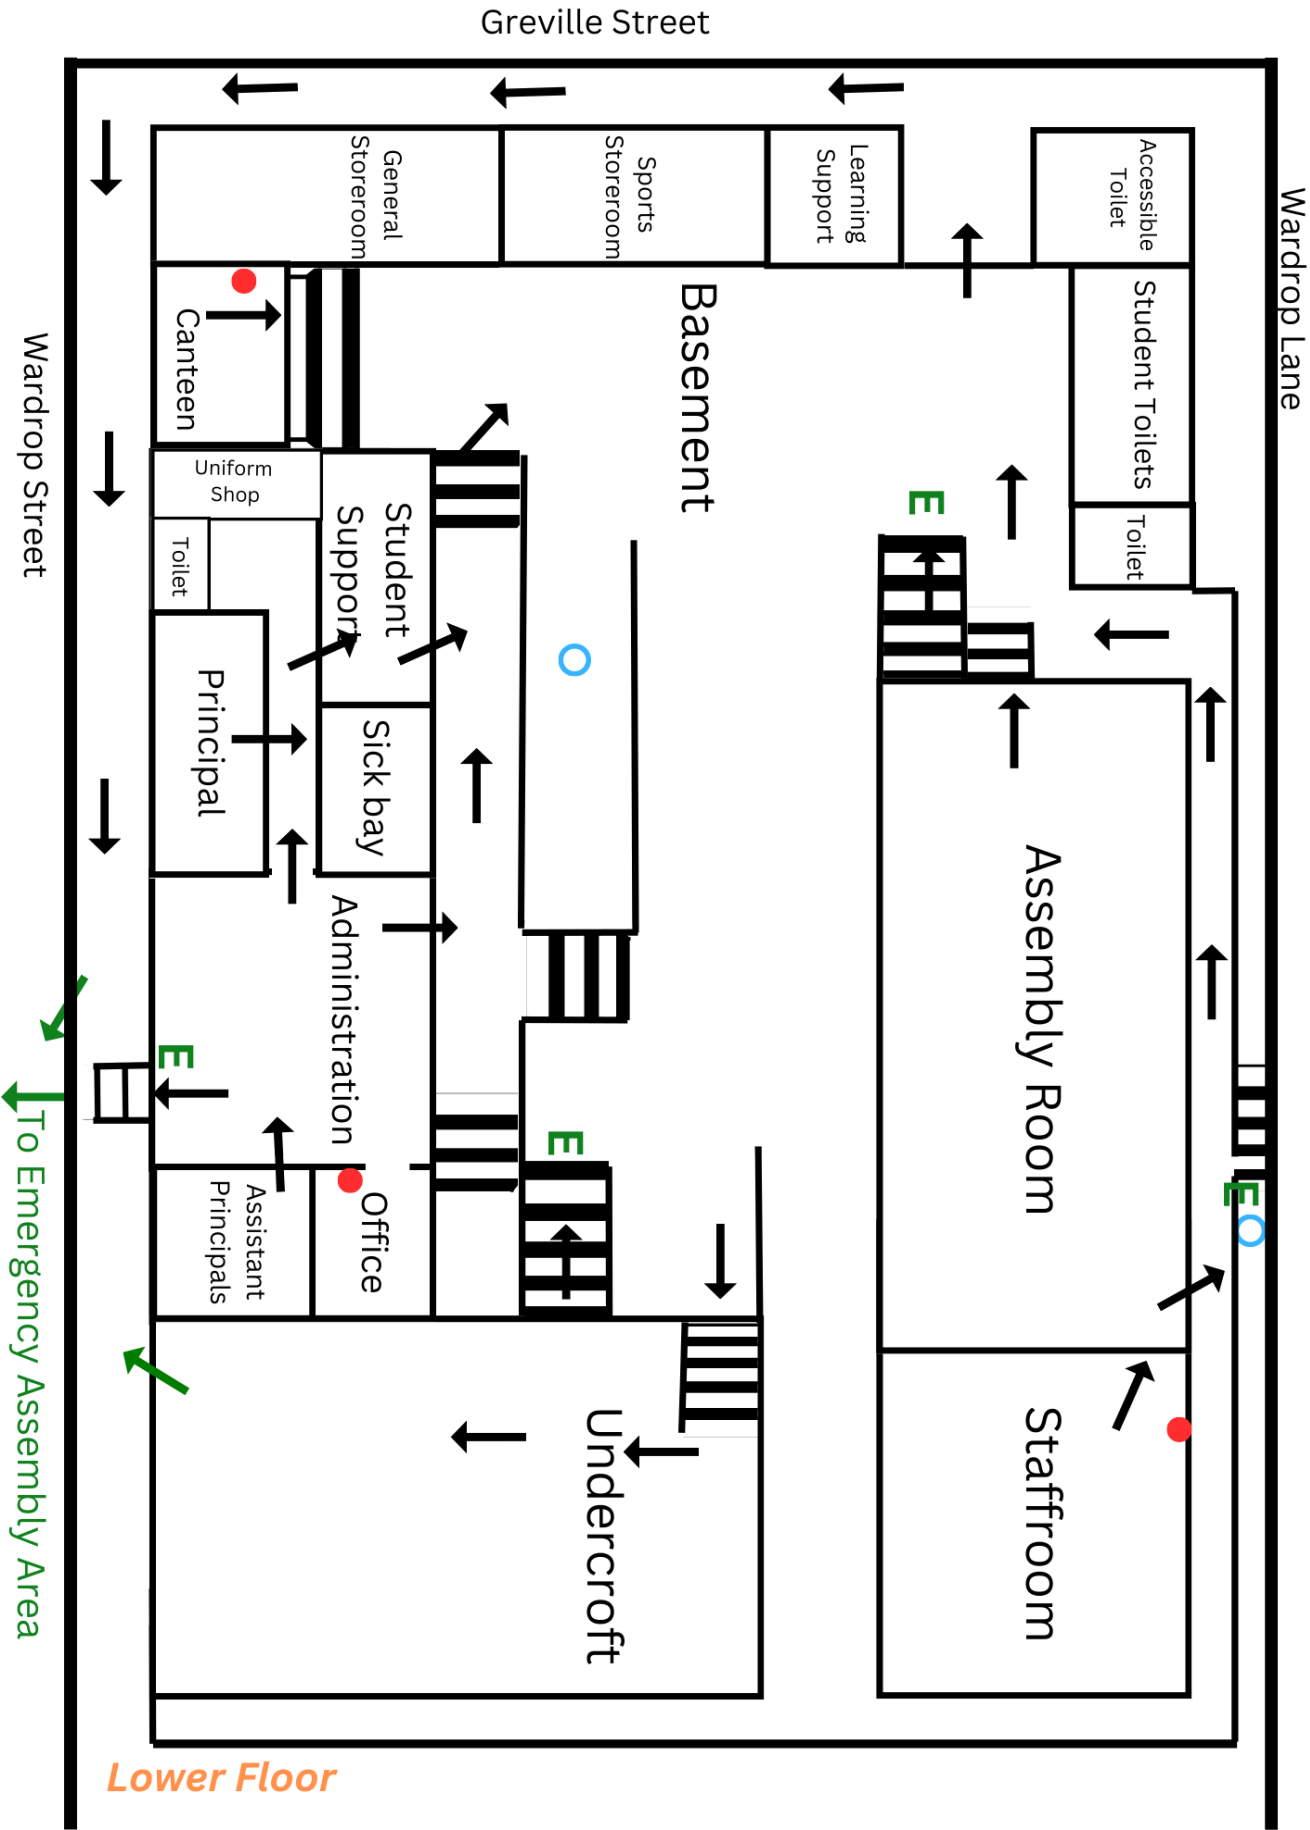 Greville Street
General
Storeroom
Sports
Storeroom
Learning
Support
Accessible
Toilet
Wardrop Lane
Canteen
Basement
Student Toilets
Wardrop Street
Uniform
Shop
Student
Support
Toilet
E
Toilet
Principal
Sick bay
Assembly Room
Administration
E
E
E
To Emergency Assembly Area
Assistant
Principals
Office
Undercroft
Staffroom
Lower Floor